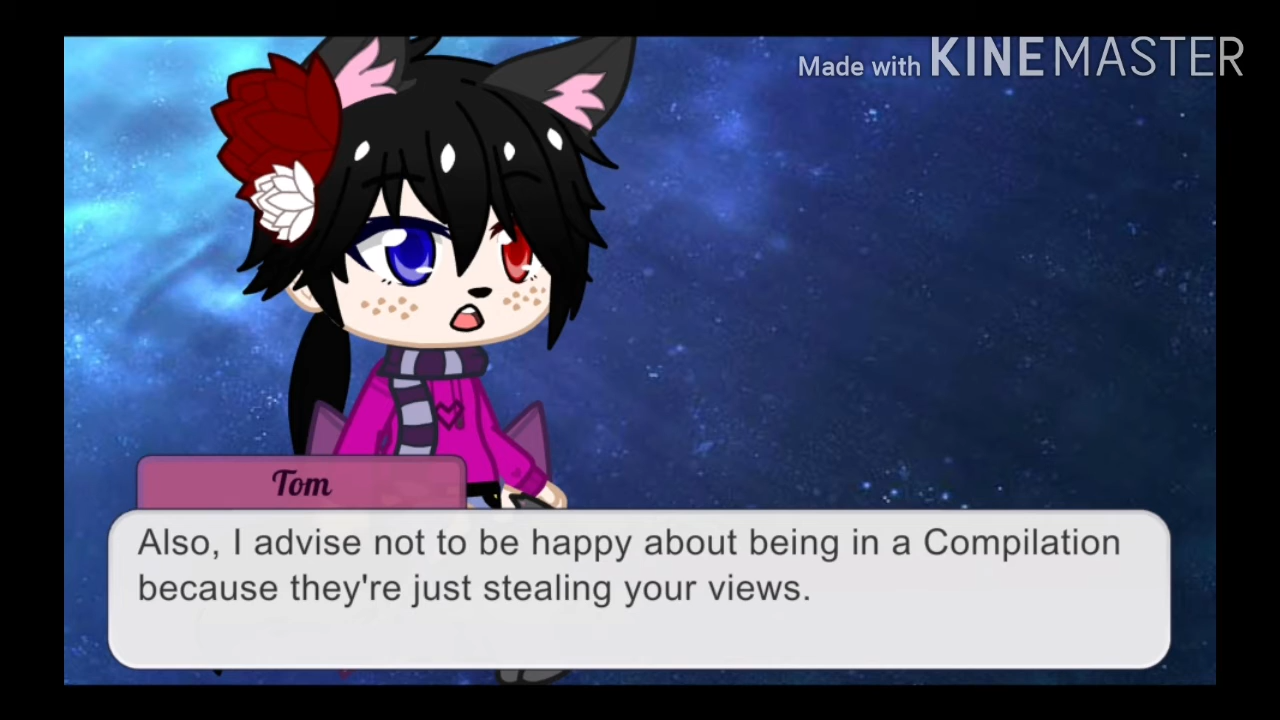 Made with KINEMASTER
Tom
Also, I advise not to be happy about being in a Compilation
because they're just stealing your views.